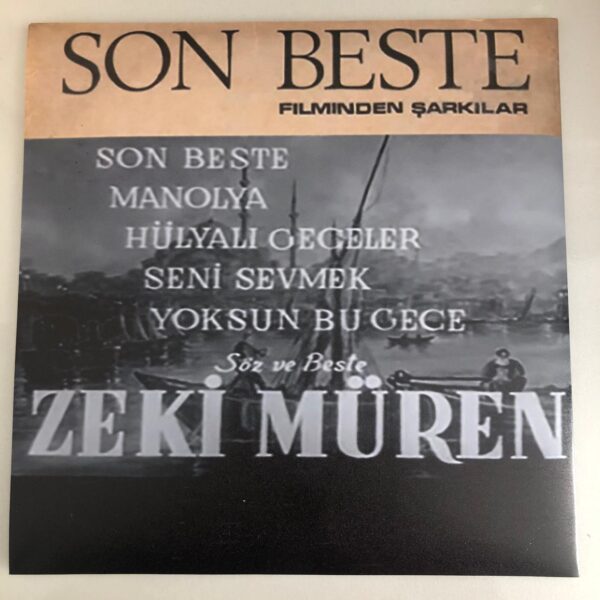 SON BESTE
FILMINDEN ŞARKILAR
SON BESTE
MANOLYA
HÜLYALI GECELER
SENİ SEVMEK
YOKSUN BU GECE
Söz ve Beste
ZEKİ MÜREN